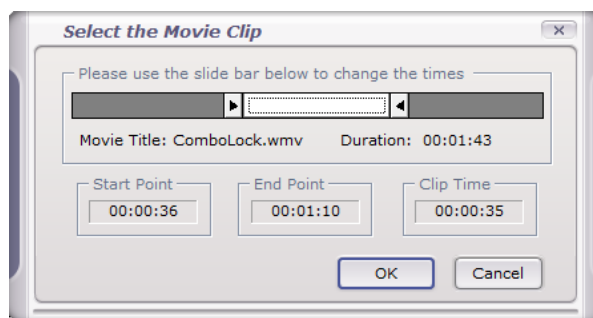 Select the Movie Clip
Please use the slide bar below to change the times
Movie Title: ComboLock.wmv Duration: 00:01:43
Start Point End Point Clip Time
00:00:36 00:01:10 00:00:35
OK Cancel